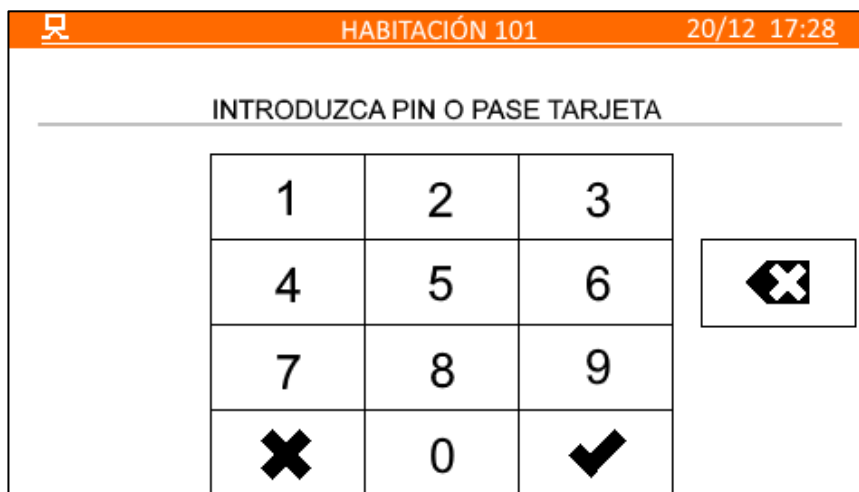 HABITACIÓN 101 20/12 17:28
INTRODUZCA PIN O PASE TARJETA
1 2 3
4 5 6
7 8 9
0